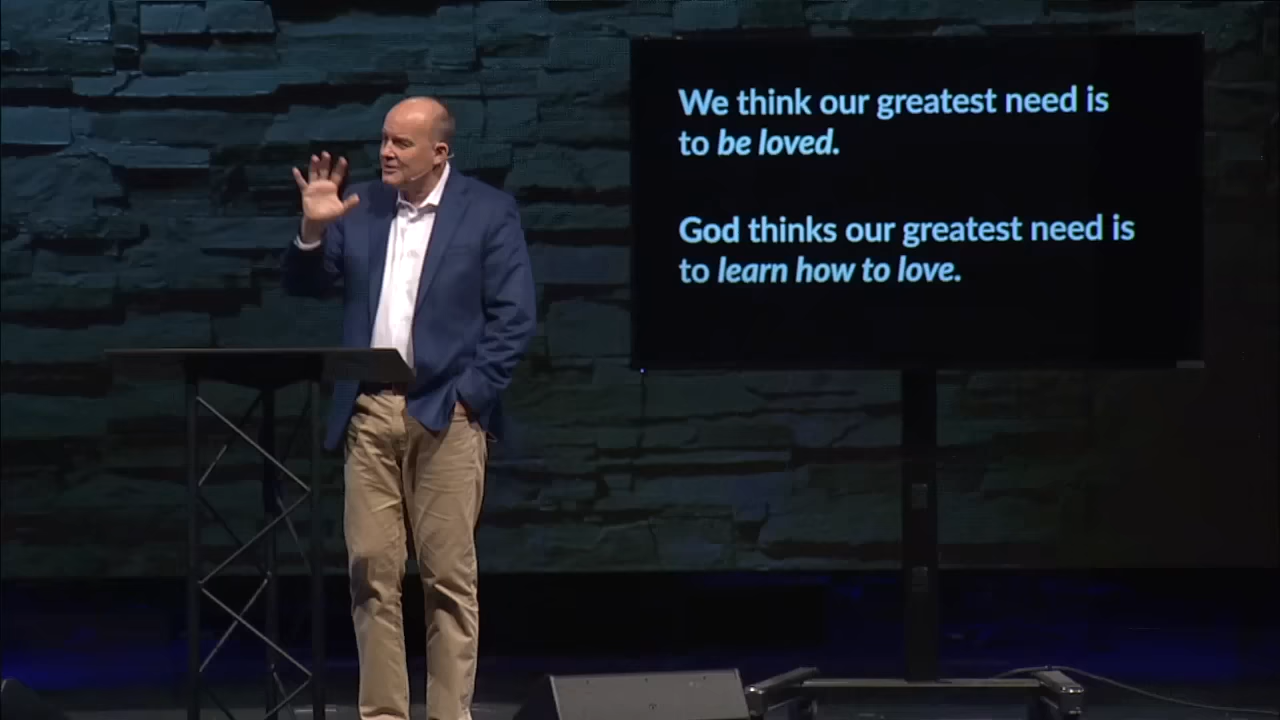 We think our greatest need is
to be loved.
God thinks our greatest need is
to learn how to love.